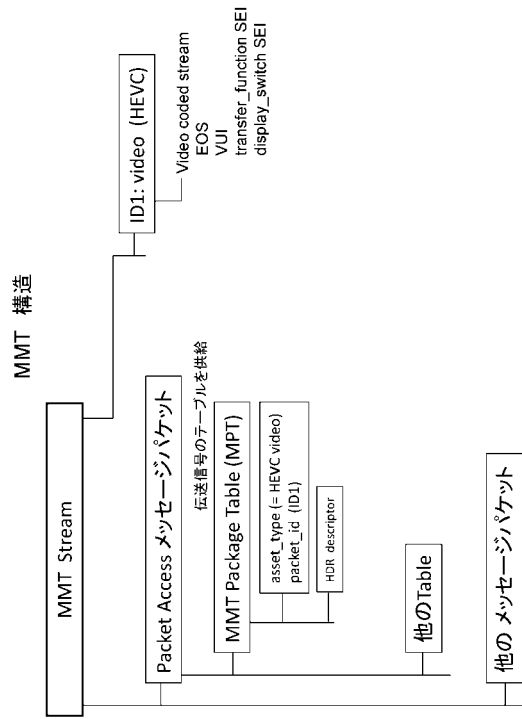 MMT 構造
MMT Stream
Packet Access メッセージパケット
伝送信号のテーブルを供給
MMT Package Table (MPT)
asset_type (= HEVC video)
packet_id (ID1)
HDR descriptor
他のTable
他の メッセージパケット
ID1: video (HEVC)
Video coded stream
EOS
VUI
transfer_function SEI
display_switch SEI